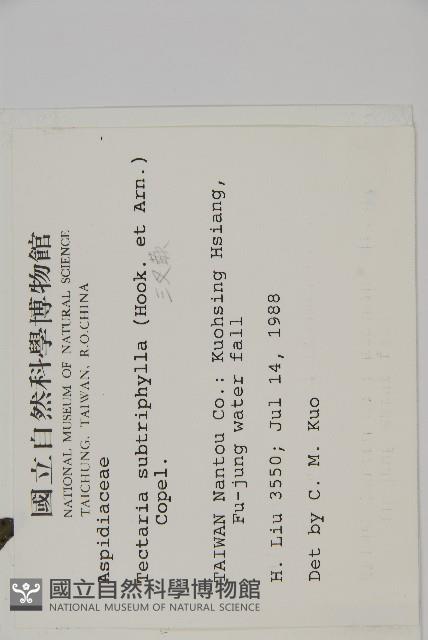 國立自然科學博物館
NATIONAL MUSEUM OF NATURAL SCIENCE
TAICHUNG, TAIWAN, R.O.CHINA
Aspidiaceae
Tectaria subtriphylla (Hook. et Arn.)
Copel.
三叉蕨
TAIWAN Nantou Co.: Kuohsing Hsiang,
Fu-jung water fall
H. Liu 3550; Jul 14, 1988
Det by C. M. Kuo
國立自然科學博物館
NATIONAL MUSEUM OF NATURAL SCIENCE